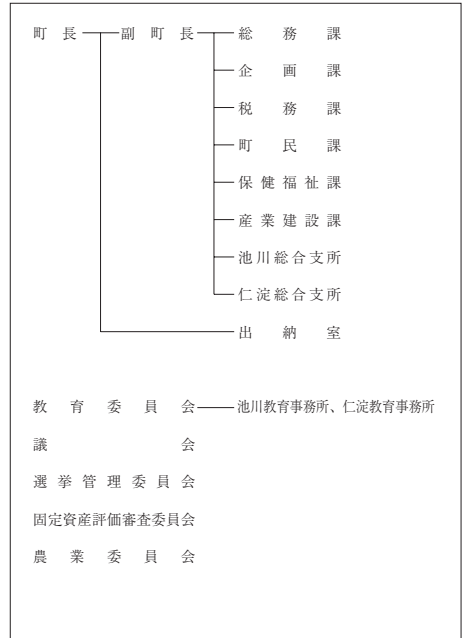 町長 副町長 総務課
企画課
税務課
町民課
保健福祉課
産業建設課
池川総合支所
仁淀総合支所
出納室
教育委員会 池川教育事務所、仁淀教育事務所
議会
選挙管理委員会
固定資産評価審査委員会
農業委員会